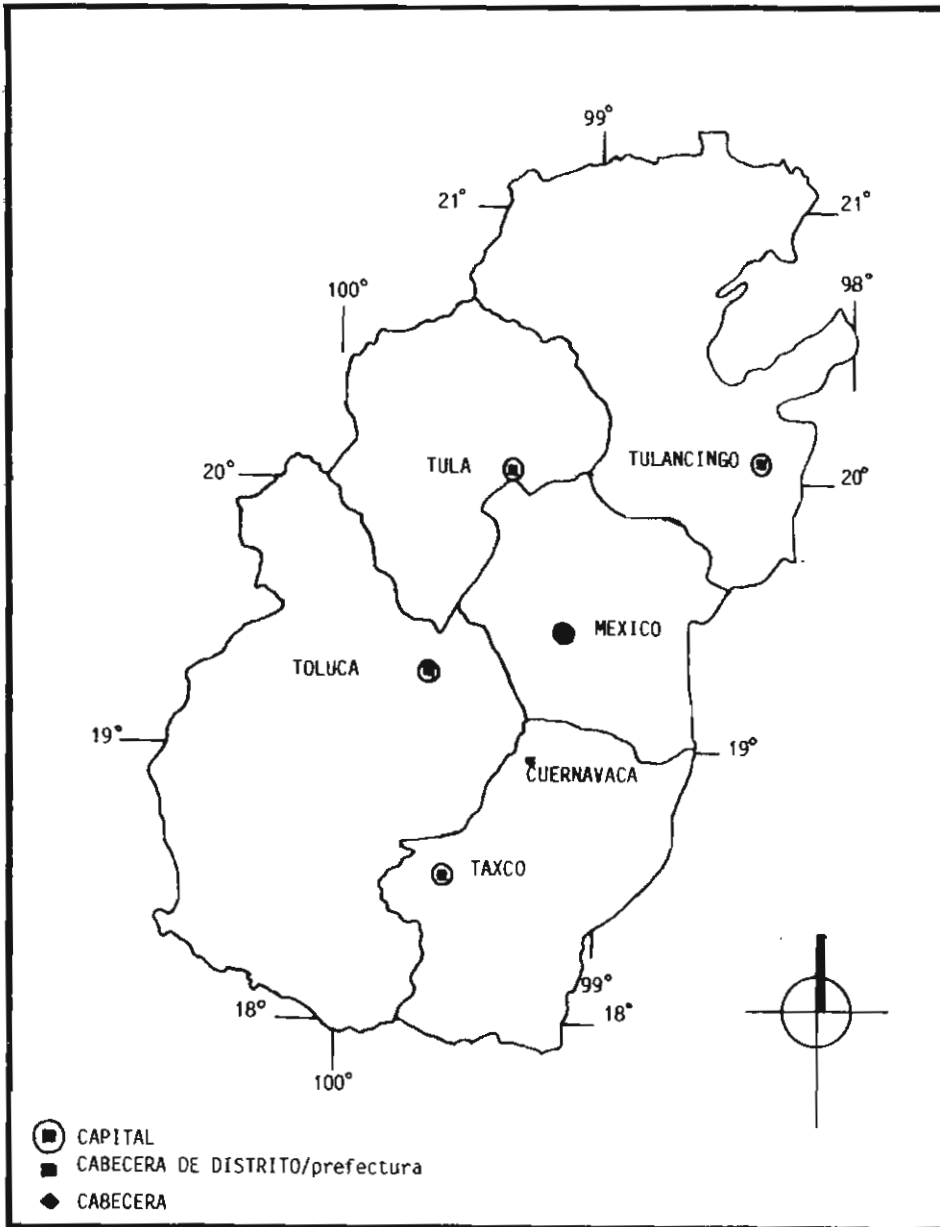 99°
21°
21°
100°
98°
20°
TULA
TULANCINGO
20°
MEXICO
TOLUCA
19°
19°
CUERNAVACA
TAXCO
99°
18°
18°
100°
CAPITAL
CABECERA DE DISTRITO/prefectura
CABECERA